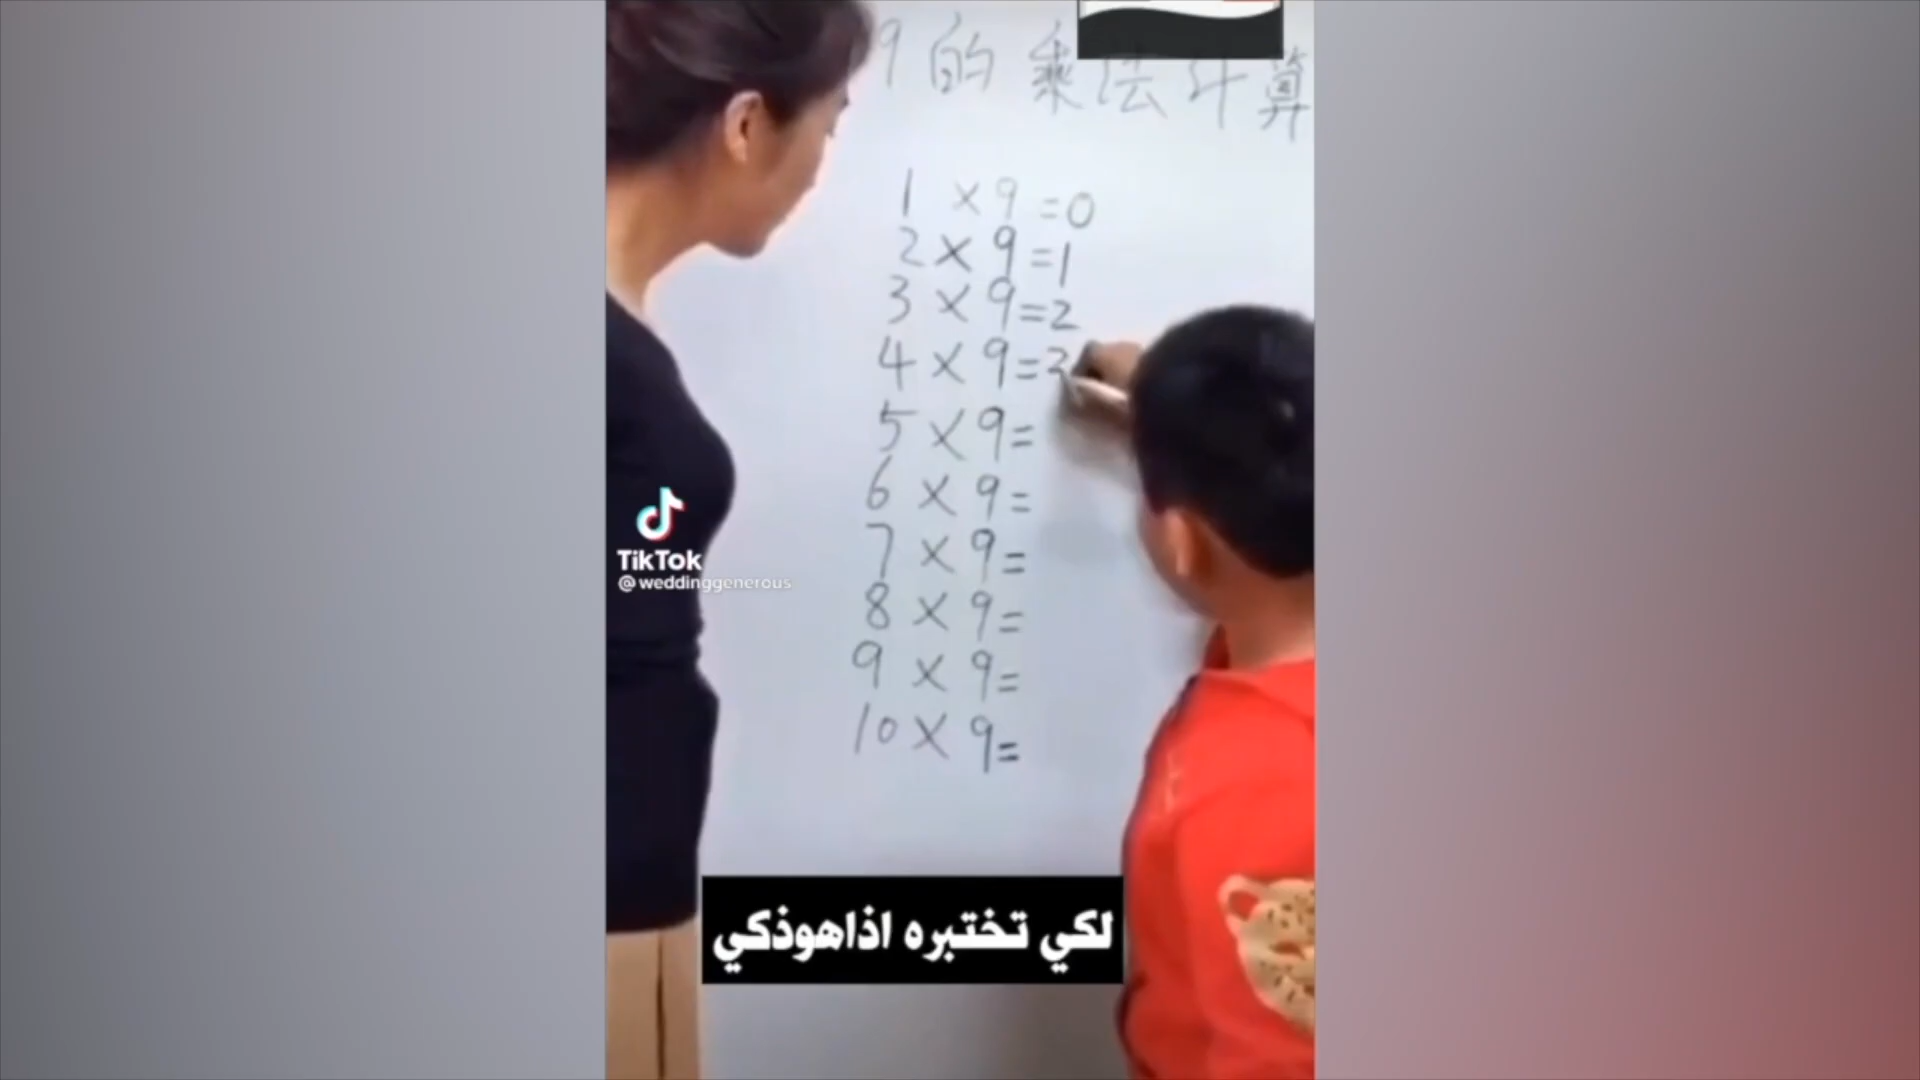 9的乘法计算
1 × 9 = 0
2 × 9 = 1
3 × 9 = 2
4 × 9 = 3
5 × 9 =
6 × 9 =
7 × 9 =
8 × 9 =
9 × 9 =
10 × 9 =
TikTok
@weddinggenerous
لكي تختبره اذاهوذكي